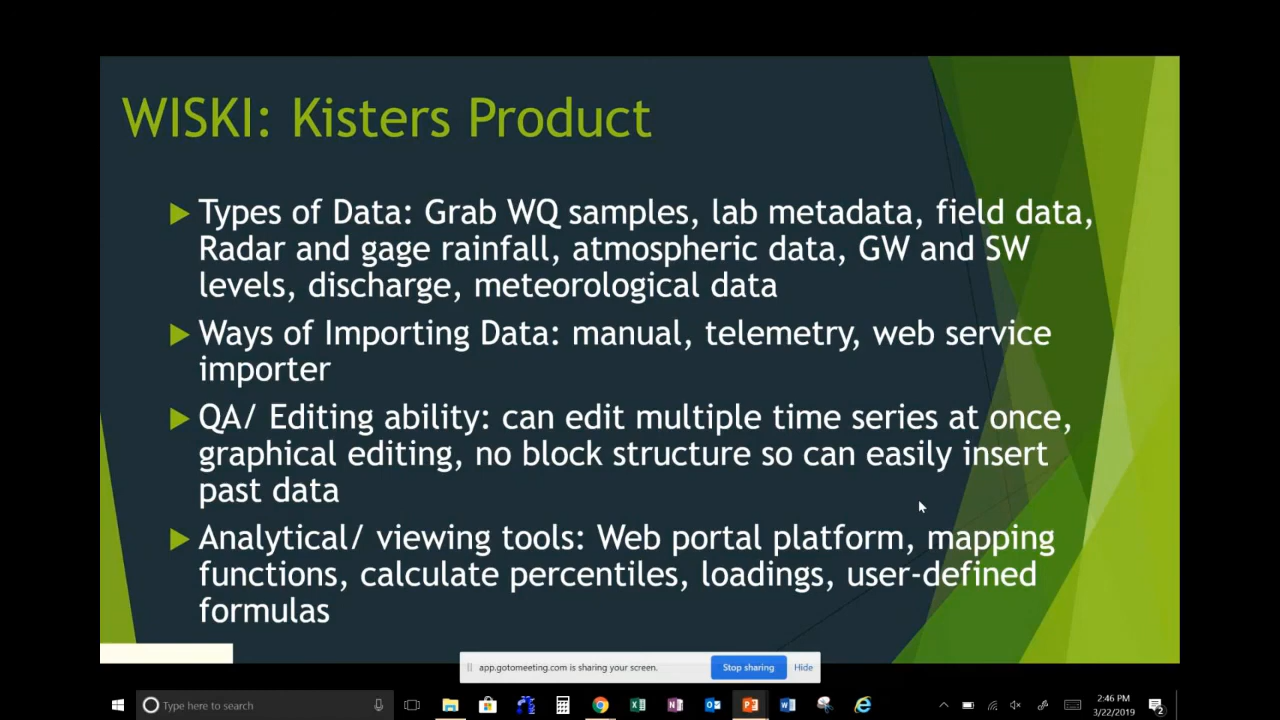 WISKI: Kisters Product
Types of Data: Grab WQ samples, lab metadata, field data,
Radar and gage rainfall, atmospheric data, GW and SW
levels, discharge, meteorological data
Ways of Importing Data: manual, telemetry, web service
importer
QA/ Editing ability: can edit multiple time series at once,
graphical editing, no block structure so can easily insert
past data
Analytical/ viewing tools: Web portal platform, mapping
functions, calculate percentiles, loadings, user-defined
formulas
app.gotomeeting.com is sharing your screen.
Stop sharing
Hide
Type here to search
2:46 PM
3/22/2019
2